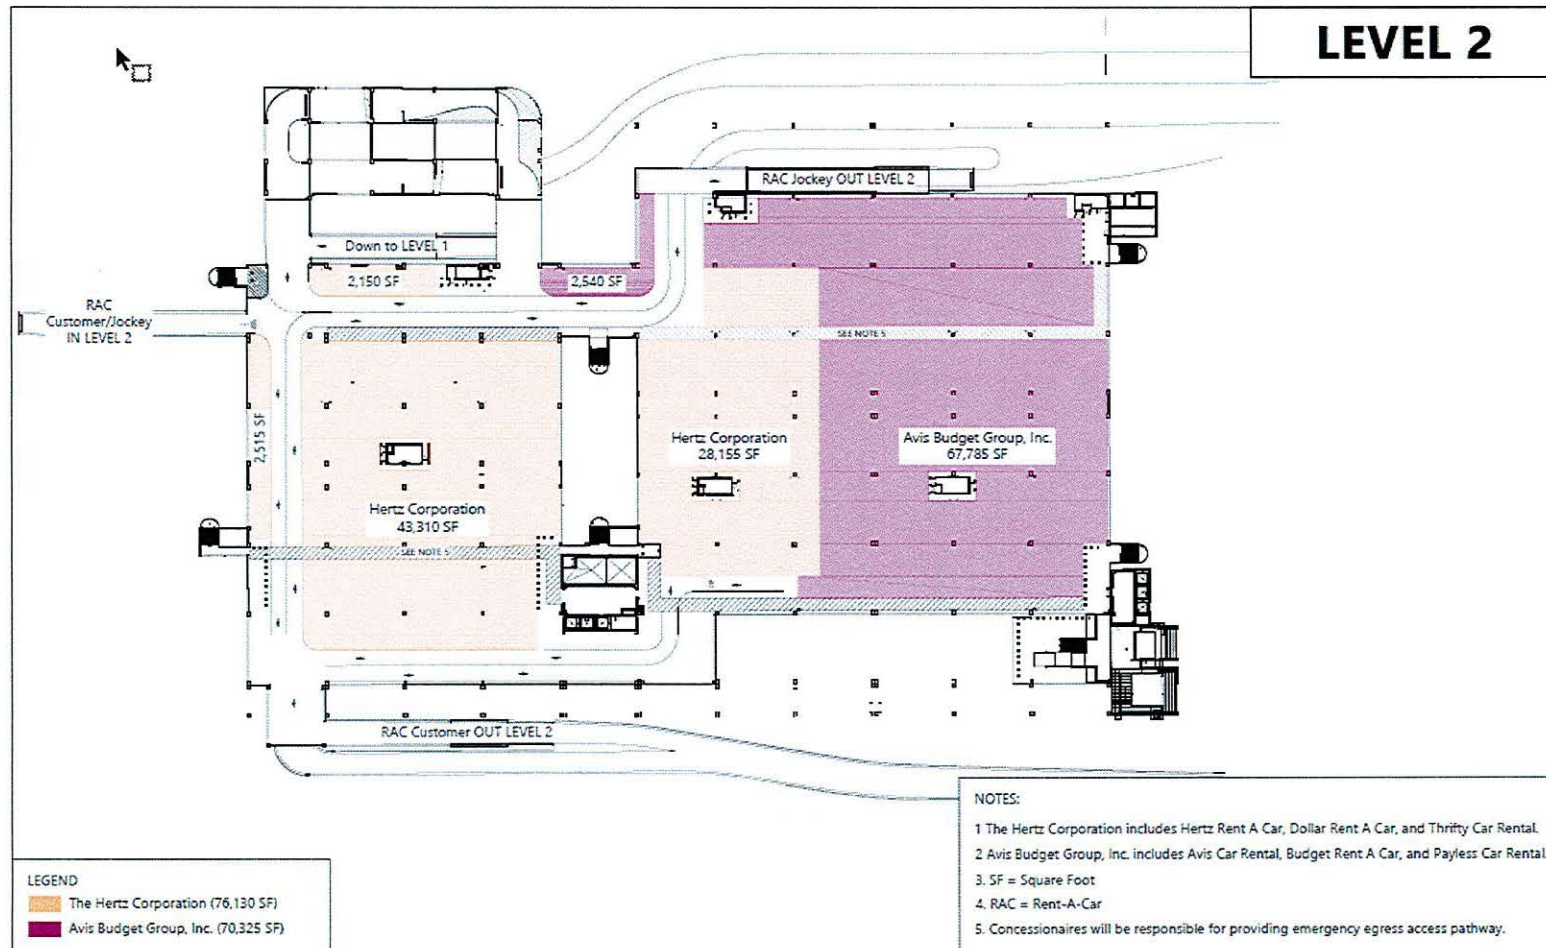 LEVEL 2
RAC Jockey OUT LEVEL 2
Down to LEVEL 1
2,150 SF
2,540 SF
RAC
Customer/Jockey
IN LEVEL 2
SEE NOTE 5
2,515 SF
Hertz Corporation
28,155 SF
Avis Budget Group, Inc.
67,785 SF
Hertz Corporation
43,310 SF
SEE NOTE 5
RAC Customer OUT LEVEL 2
NOTES:
1 The Hertz Corporation includes Hertz Rent A Car, Dollar Rent A Car, and Thrifty Car Rental.
2 Avis Budget Group, Inc. includes Avis Car Rental, Budget Rent A Car, and Payless Car Rental.
3. SF = Square Foot
4. RAC = Rent-A-Car
5. Concessionaires will be responsible for providing emergency egress access pathway.
LEGEND
The Hertz Corporation (76,130 SF)
Avis Budget Group, Inc. (70,325 SF)